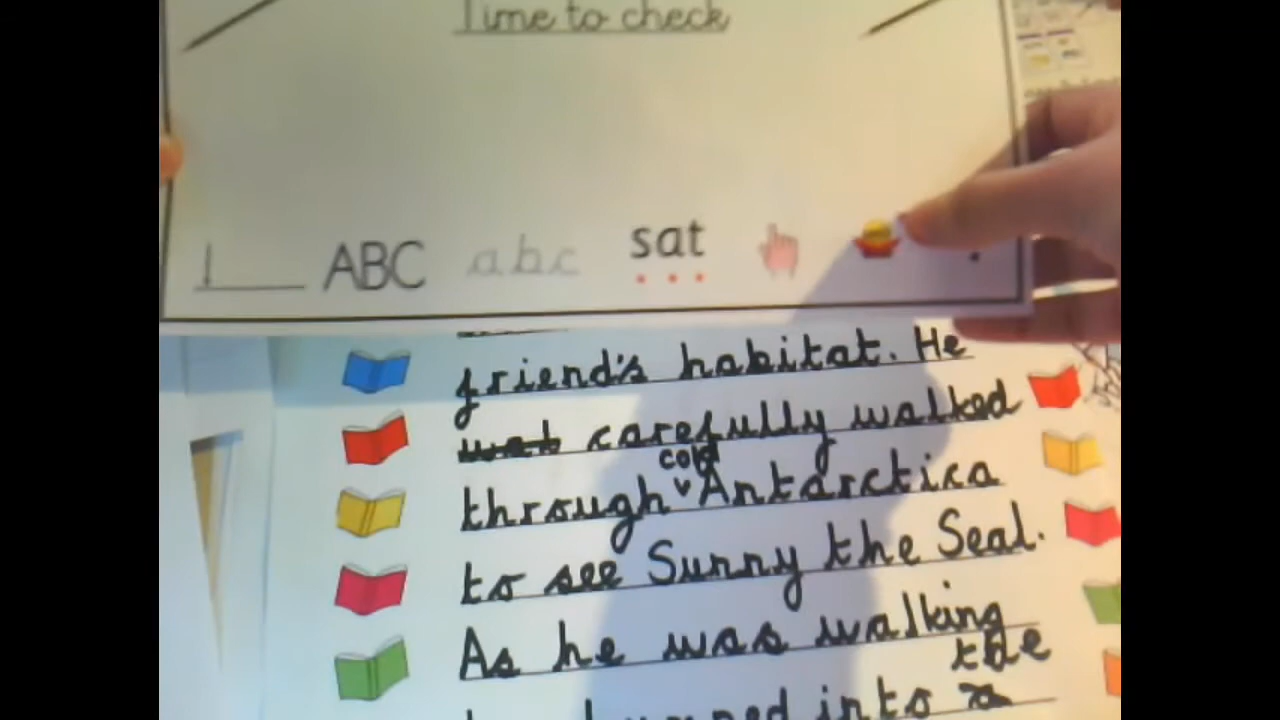 Time to check
ABC abc sat
friend's habitat. He
was carefully walked
cold
through Antarctica
to see Sunny the Seal.
As he was walking
the
into